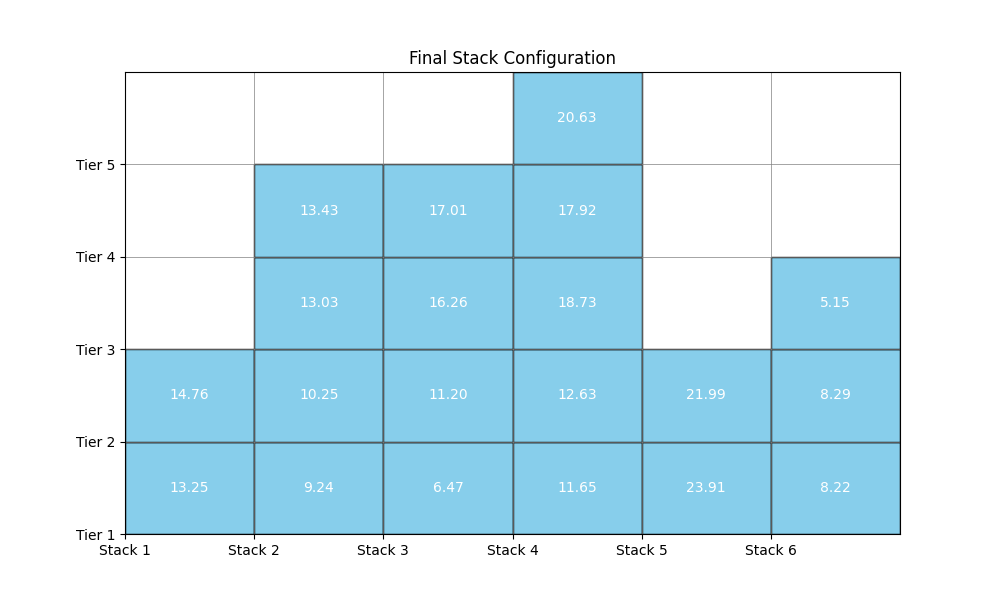 Final Stack Configuration
20.63
Tier 5
13.43 17.01 17.92
Tier 4
13.03 16.26 18.73 5.15
Tier 3
14.76 10.25 11.20 12.63 21.99 8.29
Tier 2
13.25 9.24 6.47 11.65 23.91 8.22
Tier 1
Stack 1 Stack 2 Stack 3 Stack 4 Stack 5 Stack 6